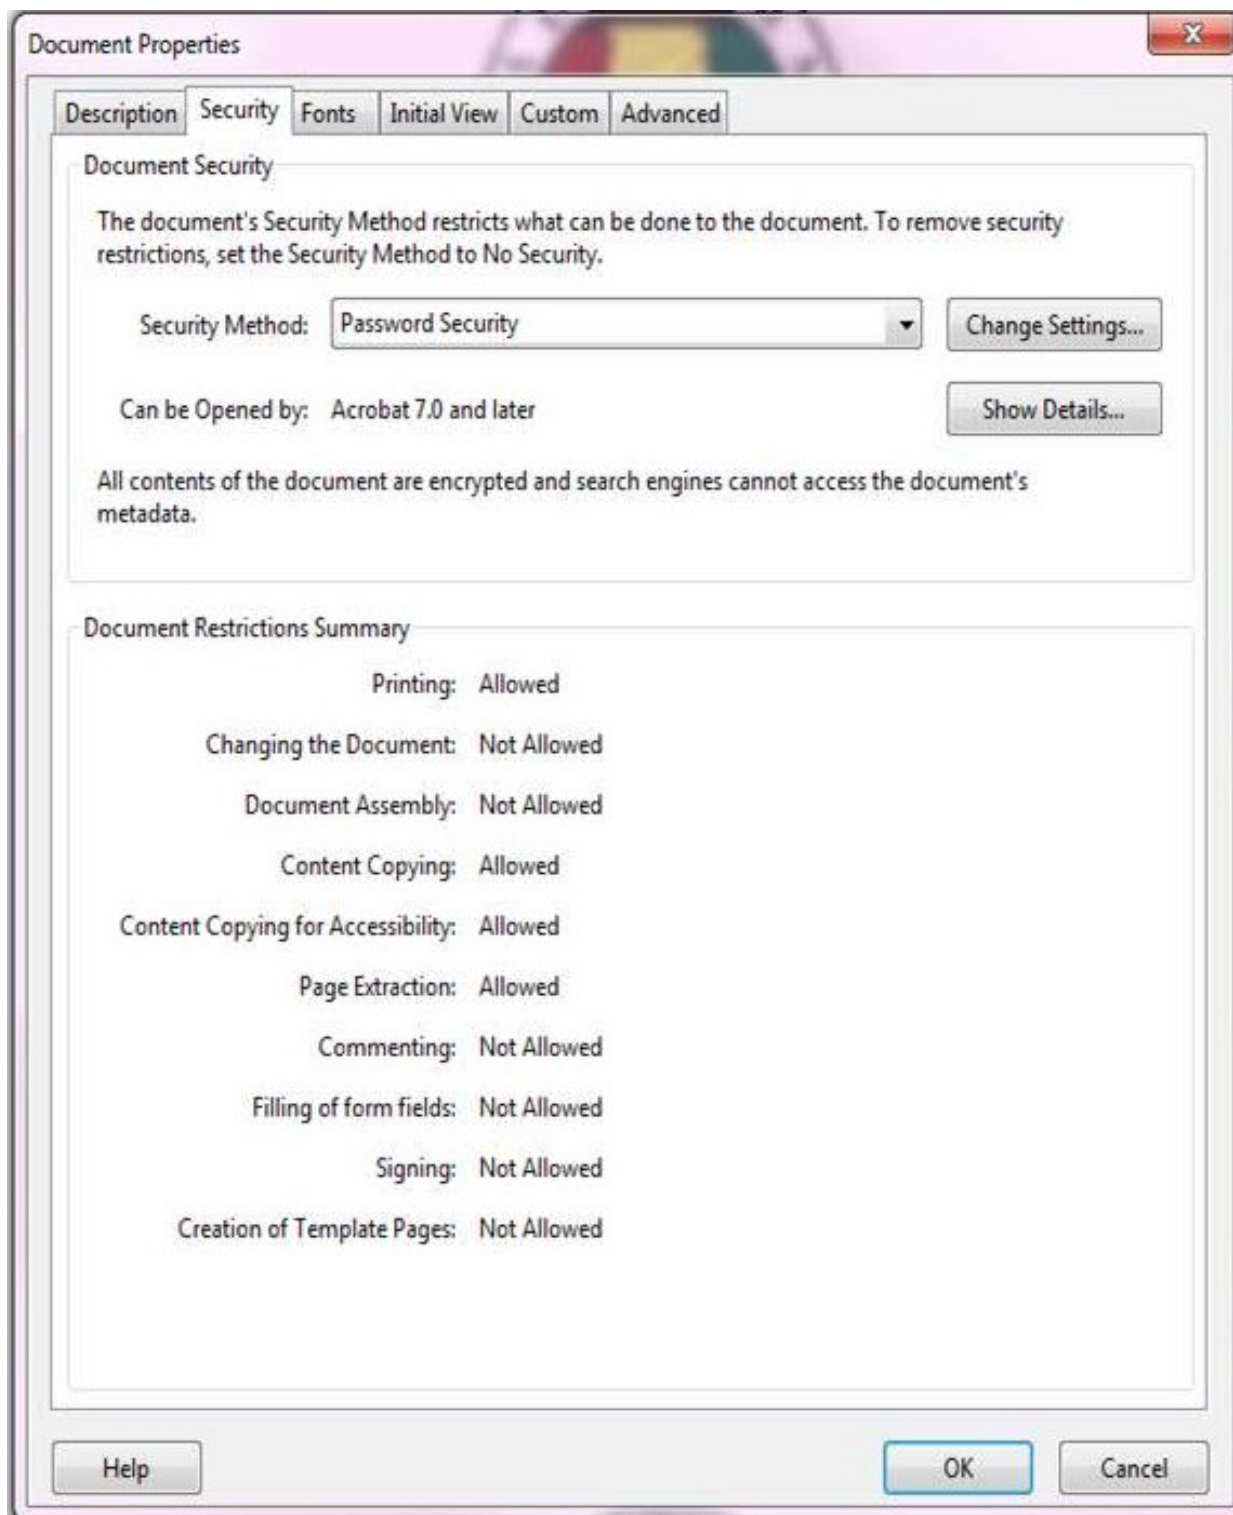 Document Properties
X
Description Security Fonts Initial View Custom Advanced
Document Security
The document's Security Method restricts what can be done to the document. To remove security
restrictions, set the Security Method to No Security.
Security Method: Password Security Change Settings...
Can be Opened by: Acrobat 7.0 and later Show Details...
All contents of the document are encrypted and search engines cannot access the document's
metadata.
Document Restrictions Summary
Printing: Allowed
Changing the Document: Not Allowed
Document Assembly: Not Allowed
Content Copying: Allowed
Content Copying for Accessibility: Allowed
Page Extraction: Allowed
Commenting: Not Allowed
Filling of form fields: Not Allowed
Signing: Not Allowed
Creation of Template Pages: Not Allowed
Help OK Cancel